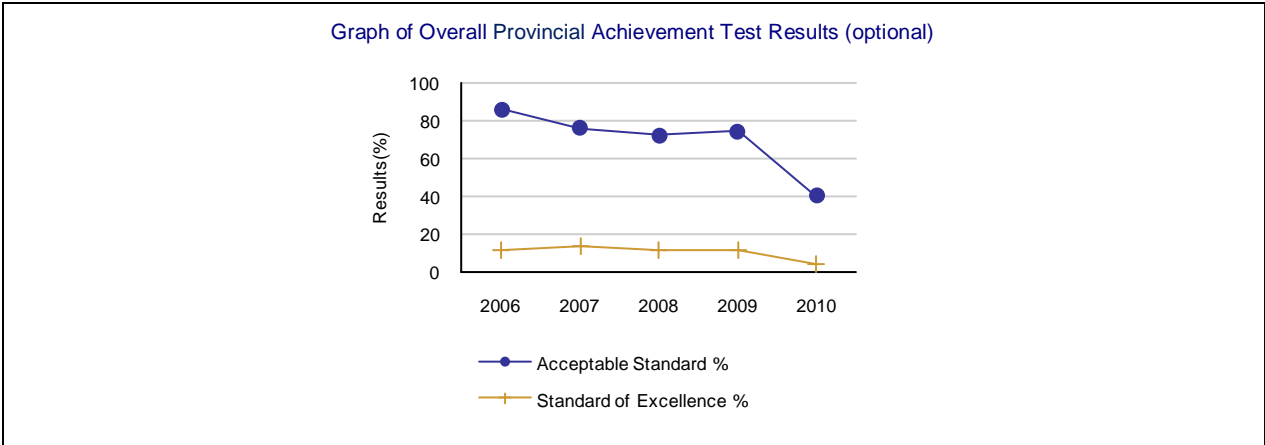 Graph of Overall Provincial Achievement Test Results (optional)
100
80
60
40
20
0
Results(%)
2006 2007 2008 2009 2010
Acceptable Standard %
Standard of Excellence %